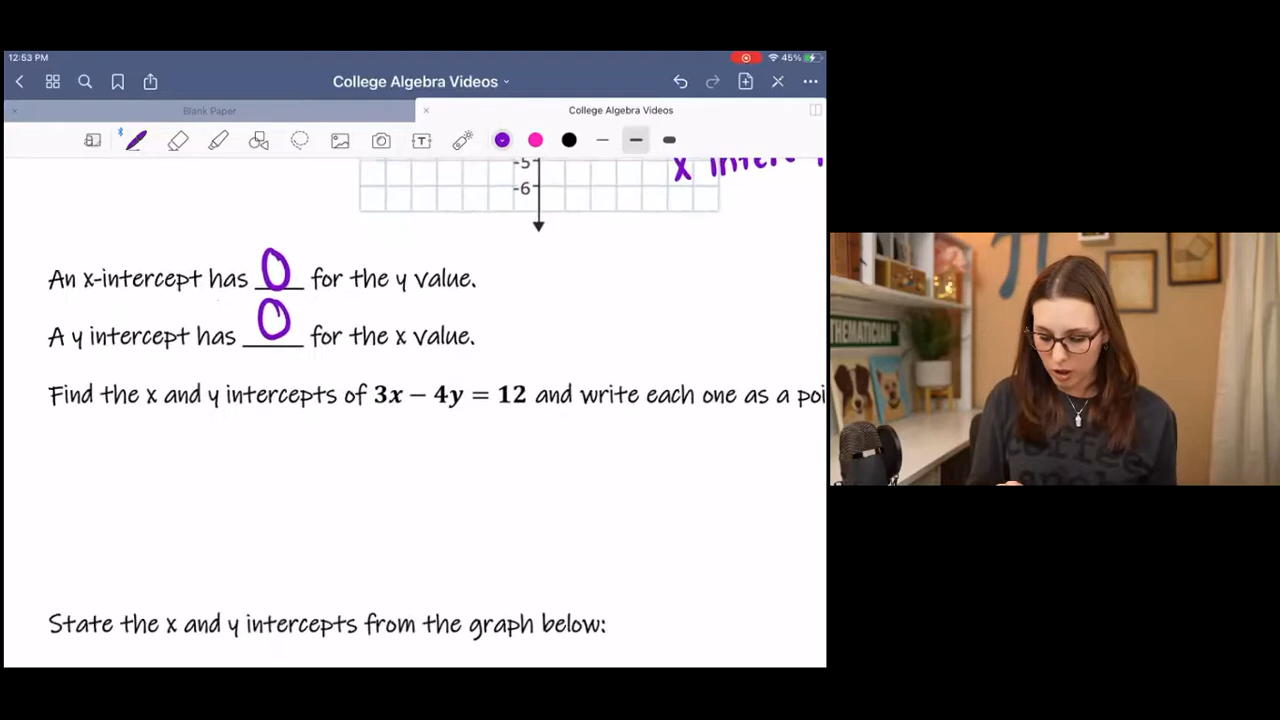 12:53 PM
45%
College Algebra Videos
Blank Paper
College Algebra Videos
T
-5
x
-6
An x-intercept has 0 for the y value.
A y intercept has 0 for the x value.
Find the x and y intercepts of 3x − 4y = 12 and write each one as a poi
State the x and y intercepts from the graph below:
THEMATICIAN
coffee